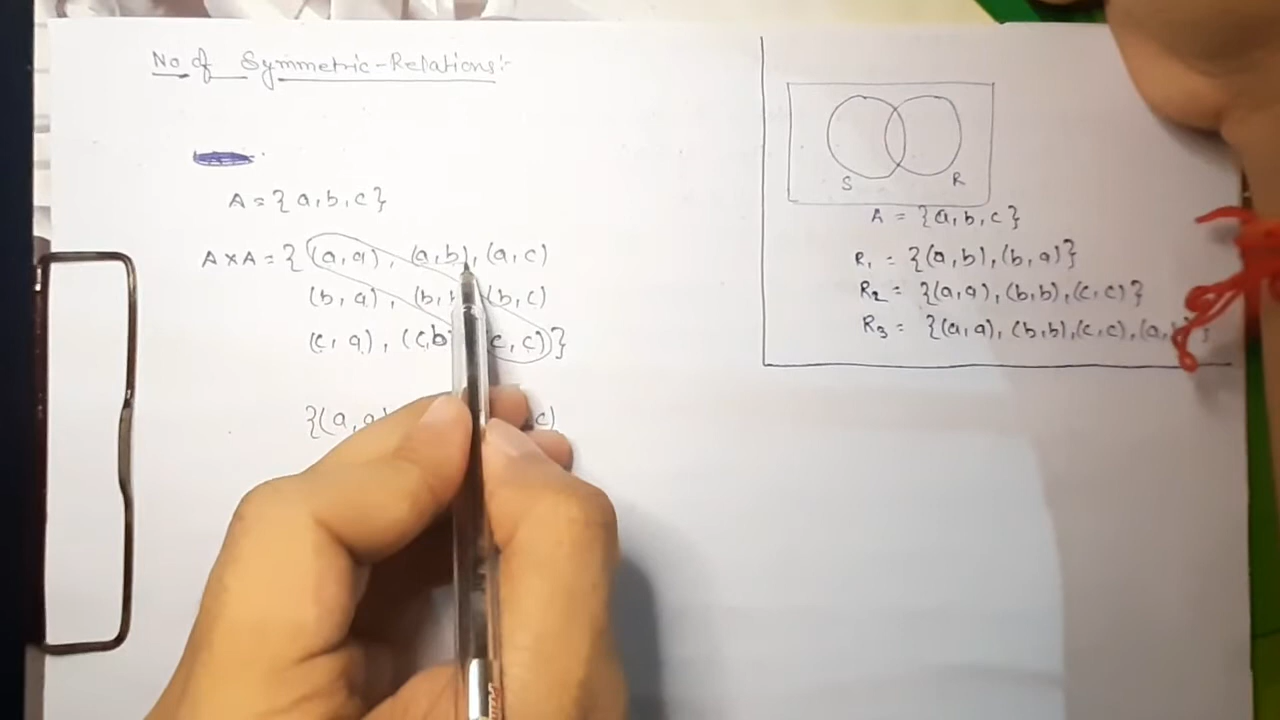 No of Symmetric-Relations:-
A = {a,b,c}
A×A = { (a,a), (a,b), (a,c)
(b,a), (b, (b,c)
(c,a), (c,b) (c,c)}
{(a,a c)
S R
A = {a,b,c}
R₁ = {(a,b),(b,a)}
R₂ = {(a,a),(b,b),(c,c)}
R₃ = {(a,a),(b,b),(c,c),(a, }